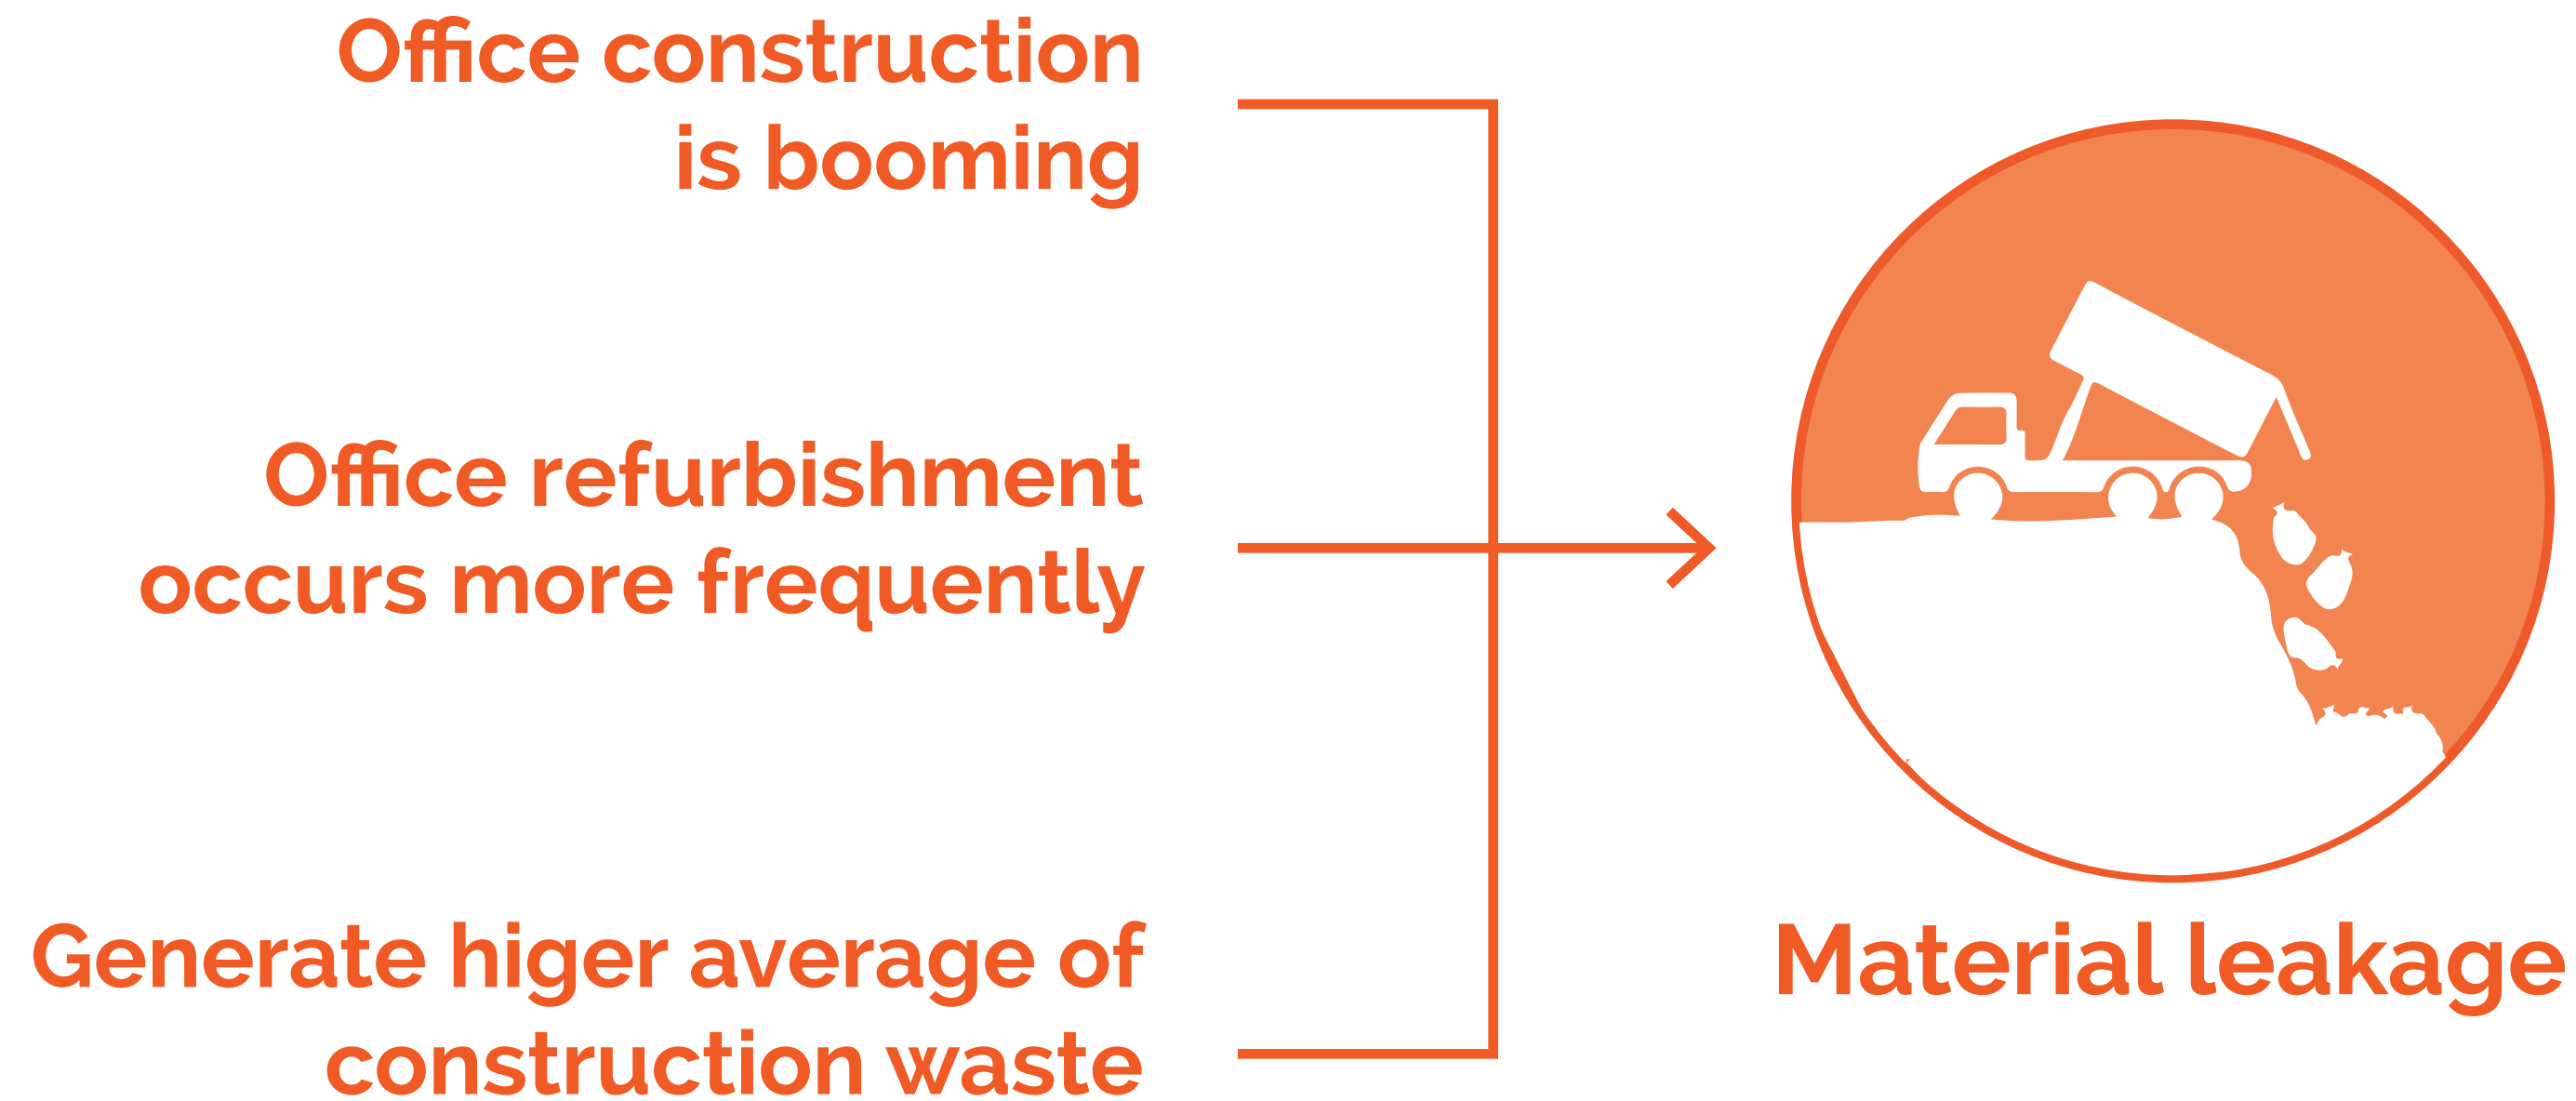 Office construction
is booming
Office refurbishment
occurs more frequently
Generate higer average of
construction waste
Material leakage